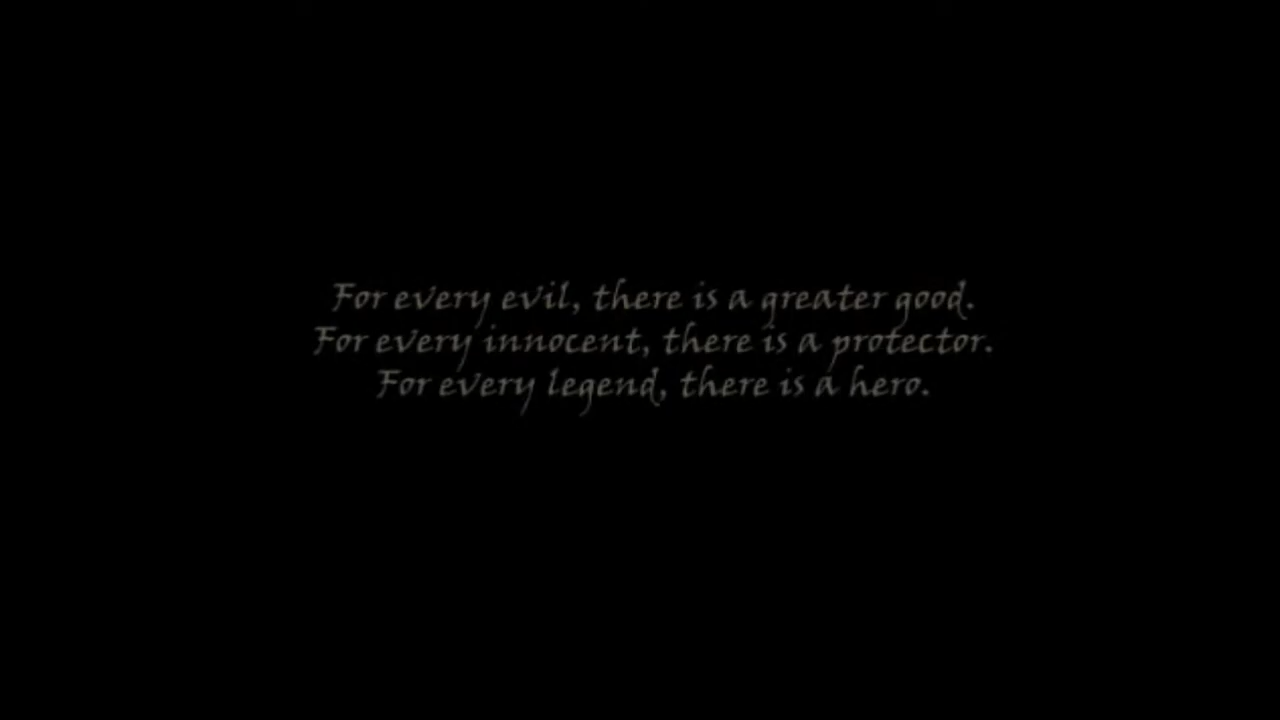 For every evil, there is a greater good.
For every innocent, there is a protector.
For every legend, there is a hero.